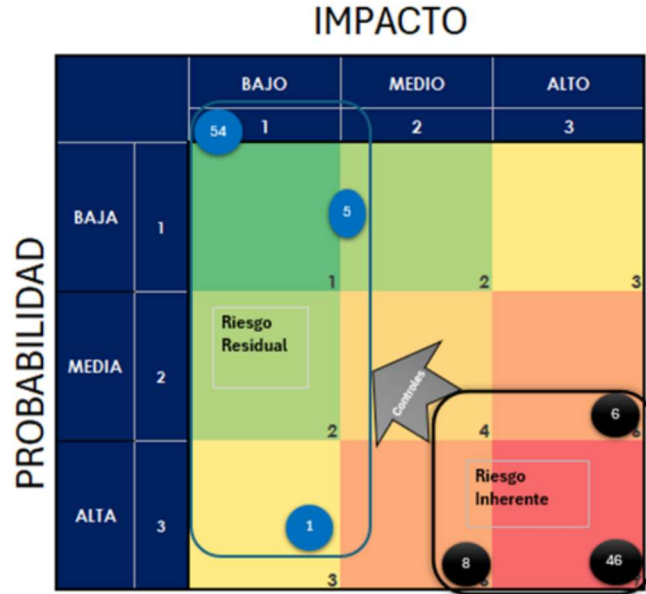 IMPACTO
BAJO MEDIO ALTO
54 1 2 3
PROBABILIDAD
BAJA 1
5
1 2 3
MEDIA 2
Riesgo
Residual
Controles
6
2 4
ALTA 3
Riesgo
Inherente
1 8 46
3